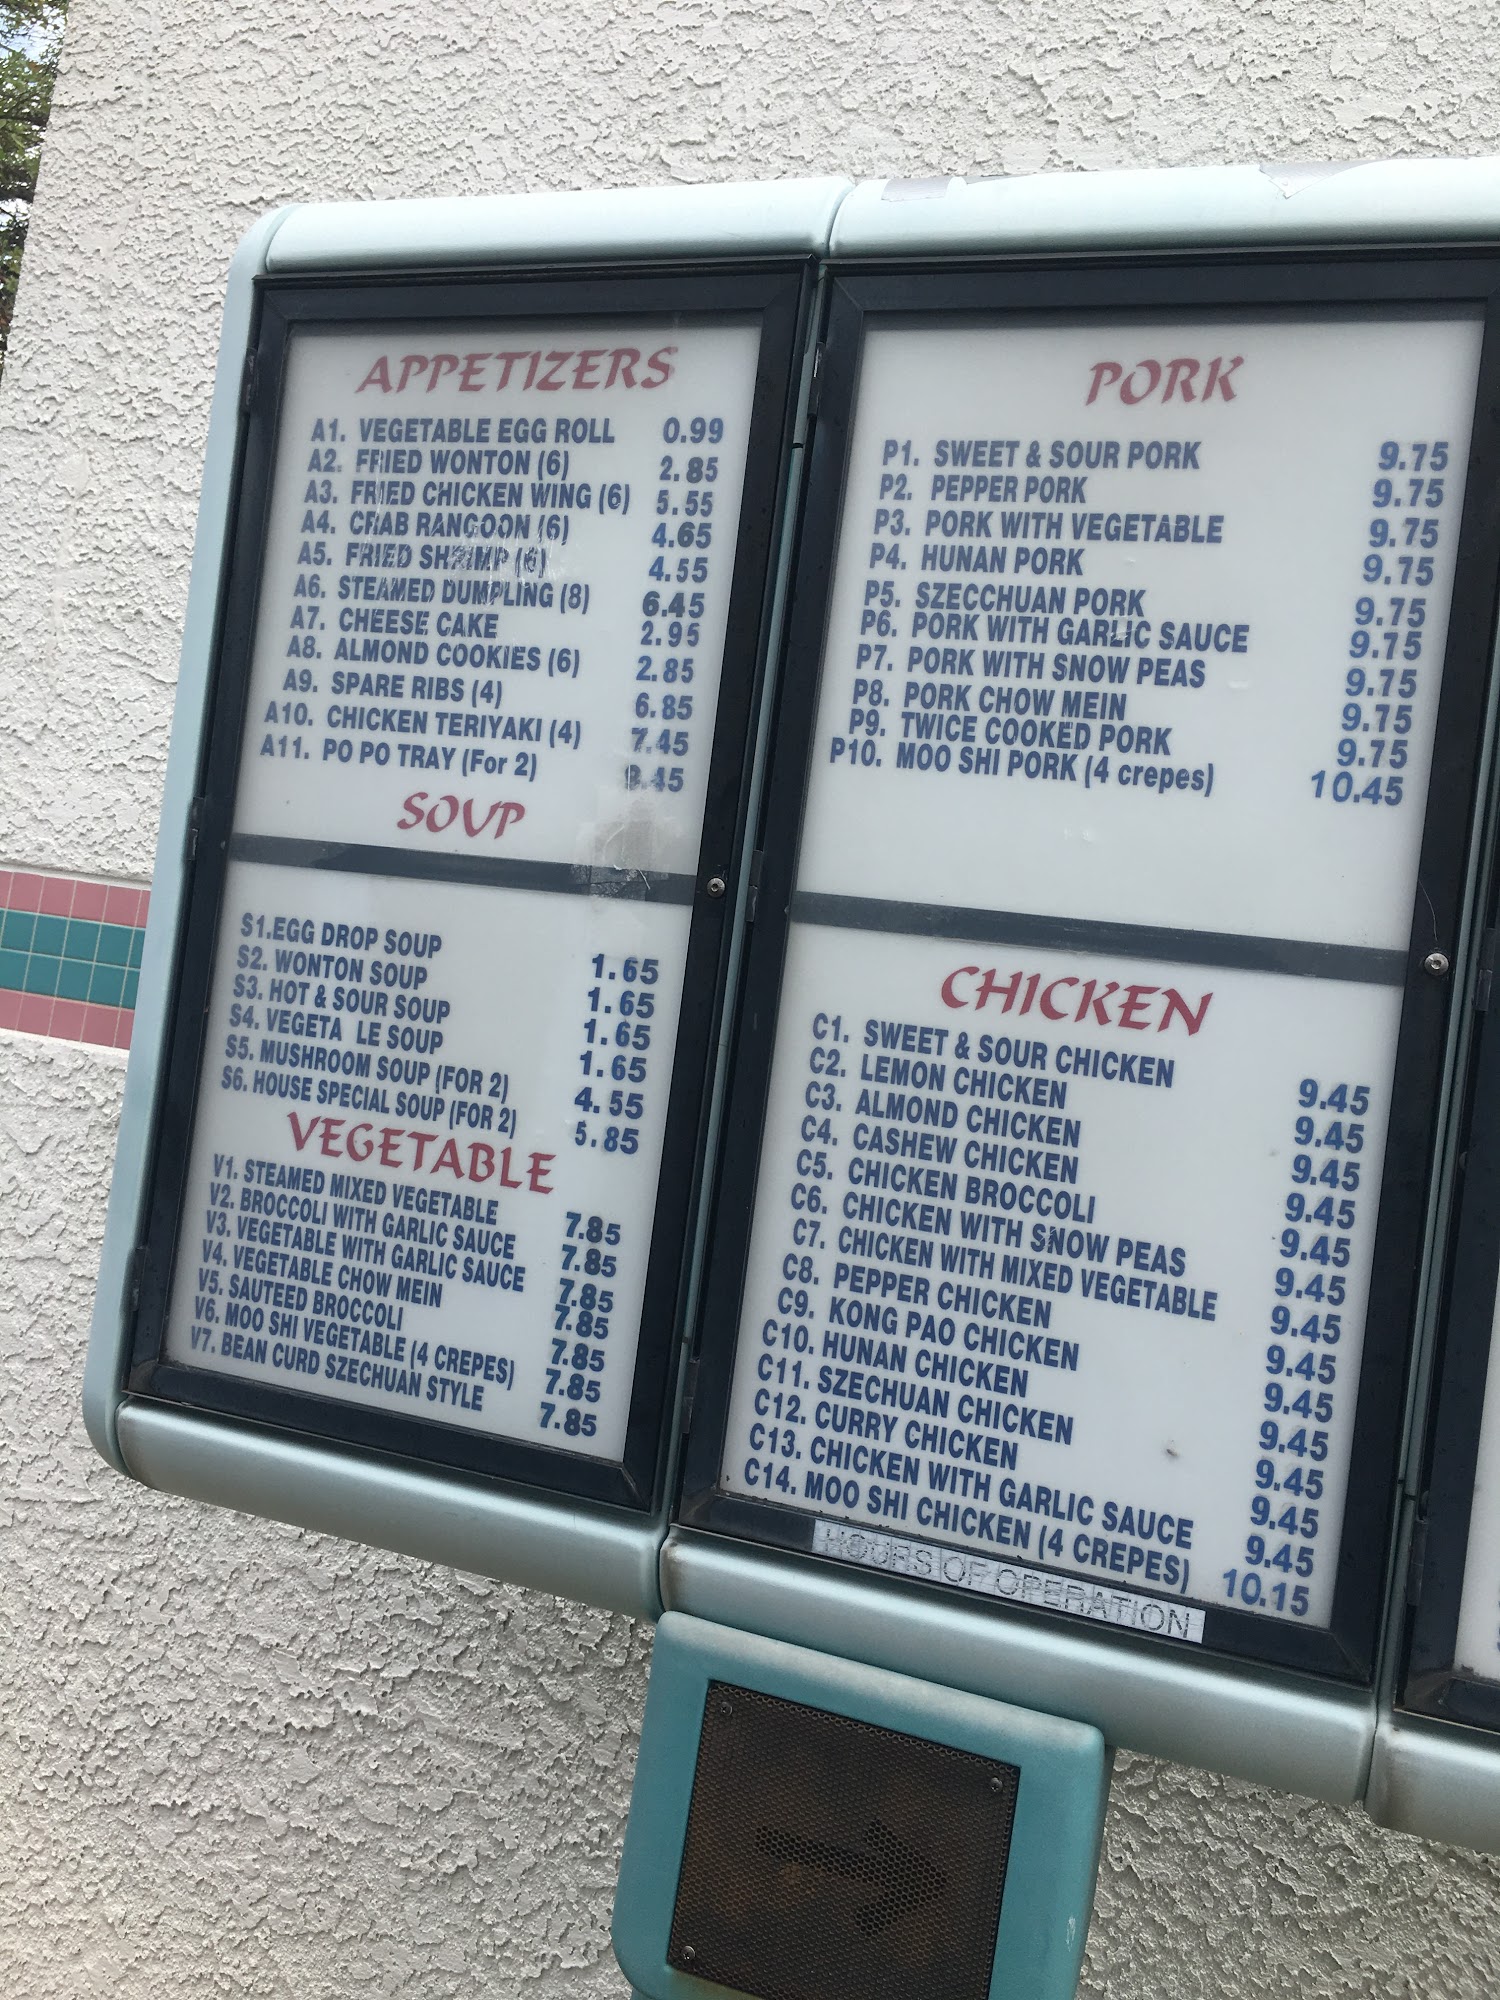 APPETIZERS
A1. VEGETABLE EGG ROLL 0.99
A2. FRIED WONTON (6) 2.85
A3. FRIED CHICKEN WING (6) 5.55
A4. CRAB RANGOON (6) 4.65
A5. FRIED SHRIMP (6) 4.55
A6. STEAMED DUMPLING (8) 6.45
A7. CHEESE CAKE 2.95
A8. ALMOND COOKIES (6) 2.85
A9. SPARE RIBS (4) 6.85
A10. CHICKEN TERIYAKI (4) 7.45
A11. PO PO TRAY (For 2)
SOUP
S1.EGG DROP SOUP 1.65
S2. WONTON SOUP 1.65
S3. HOT & SOUR SOUP 1.65
S4. VEGETA LE SOUP 1.65
S5. MUSHROOM SOUP (FOR 2) 4.55
S6. HOUSE SPECIAL SOUP (FOR 2) 5.85
VEGETABLE
V1. STEAMED MIXED VEGETABLE 7.85
V2. BROCCOLI WITH GARLIC SAUCE 7.85
V3. VEGETABLE WITH GARLIC SAUCE 7.85
V4. VEGETABLE CHOW MEIN 7.85
V5. SAUTEED BROCCOLI 7.85
V6. MOO SHI VEGETABLE (4 CREPES) 7.85
V7. BEAN CURD SZECHUAN STYLE 7.85
PORK
P1. SWEET & SOUR PORK 9.75
P2. PEPPER PORK 9.75
P3. PORK WITH VEGETABLE 9.75
P4. HUNAN PORK 9.75
P5. SZECCHUAN PORK 9.75
P6. PORK WITH GARLIC SAUCE 9.75
P7. PORK WITH SNOW PEAS 9.75
P8. PORK CHOW MEIN 9.75
P9. TWICE COOKED PORK 9.75
P10. MOO SHI PORK (4 crepes) 10.45
CHICKEN
C1. SWEET & SOUR CHICKEN 9.45
C2. LEMON CHICKEN 9.45
C3. ALMOND CHICKEN 9.45
C4. CASHEW CHICKEN 9.45
C5. CHICKEN BROCCOLI 9.45
C6. CHICKEN WITH SNOW PEAS 9.45
C7. CHICKEN WITH MIXED VEGETABLE 9.45
C8. PEPPER CHICKEN 9.45
C9. KONG PAO CHICKEN 9.45
C10. HUNAN CHICKEN 9.45
C11. SZECHUAN CHICKEN 9.45
C12. CURRY CHICKEN 9.45
C13. CHICKEN WITH GARLIC SAUCE 9.45
C14. MOO SHI CHICKEN (4 CREPES) 10.15
HOURS OF OPERATION